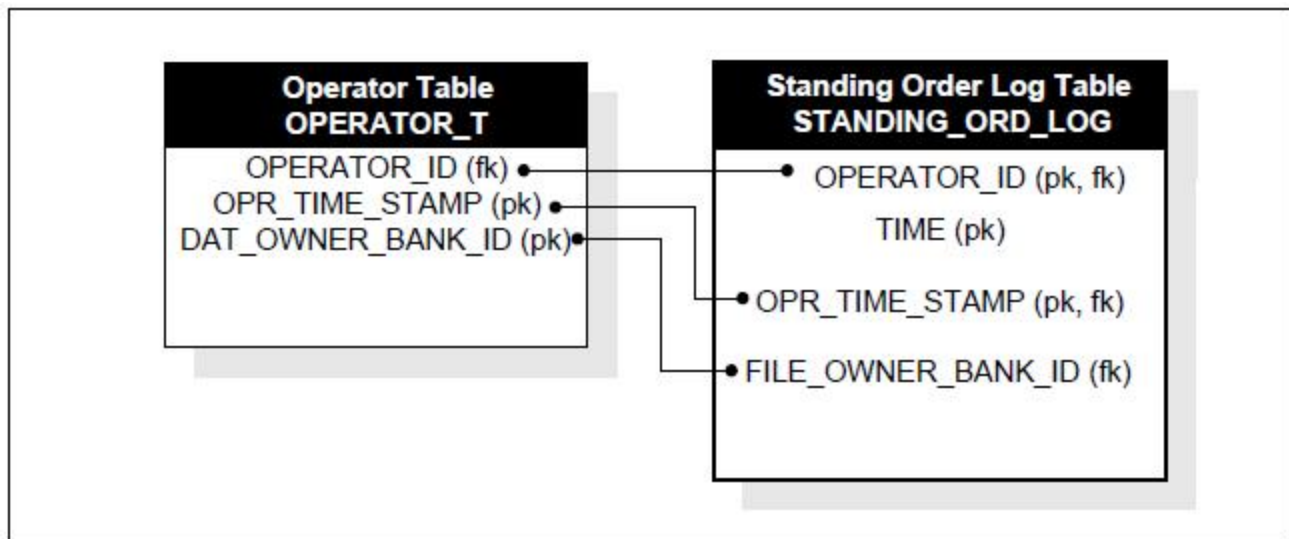 Operator Table
OPERATOR_T
OPERATOR_ID (fk)
OPR_TIME_STAMP (pk)
DAT_OWNER_BANK_ID (pk)
Standing Order Log Table
STANDING_ORD_LOG
OPERATOR_ID (pk, fk)
TIME (pk)
OPR_TIME_STAMP (pk, fk)
FILE_OWNER_BANK_ID (fk)